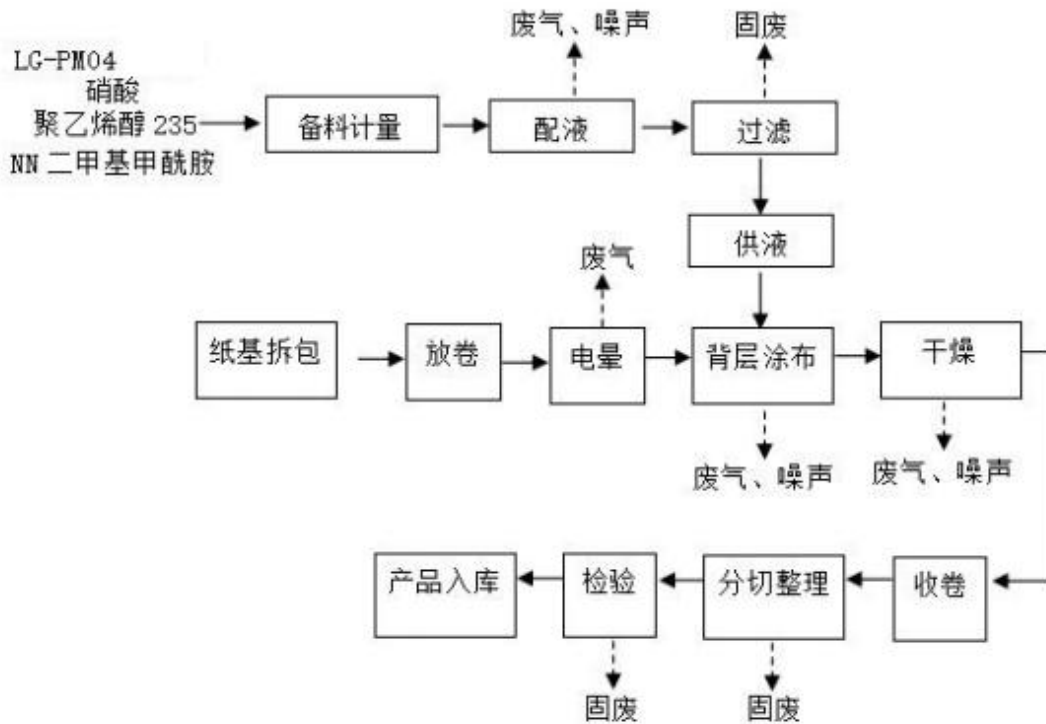 废气、噪声
固废
LG-PM04
硝酸
聚乙烯醇 235
NN 二甲基甲酰胺
备料计量
配液
过滤
供液
废气
纸基拆包
放卷
电晕
背层涂布
干燥
废气、噪声
废气、噪声
产品入库
检验
分切整理
收卷
固废
固废